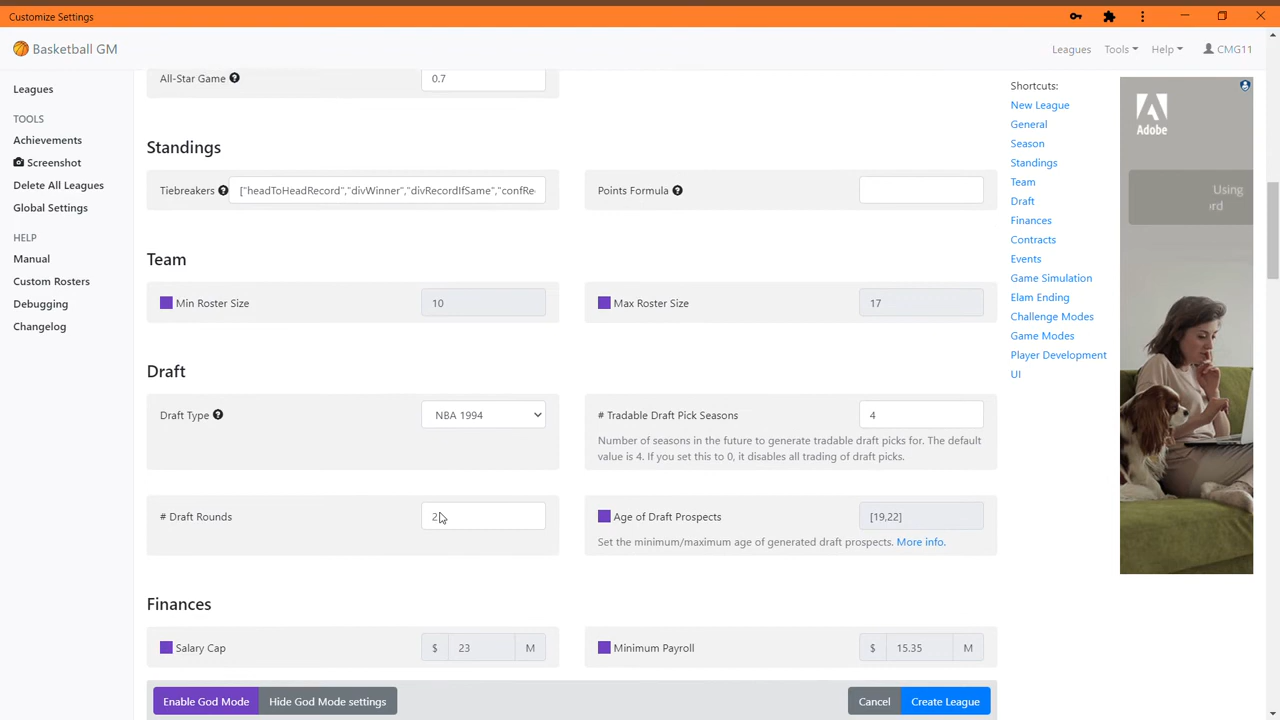 Customize Settings
Basketball GM
Leagues
Tools
Help
CMG11
Leagues
TOOLS
Achievements
Screenshot
Delete All Leagues
Global Settings
HELP
Manual
Custom Rosters
Debugging
Changelog
All-Star Game
0.7
Standings
Tiebreakers
["headToHeadRecord","divWinner","divRecordIfSame","confRe
Points Formula
Team
Min Roster Size
10
Max Roster Size
17
Draft
Draft Type
NBA 1994
# Tradable Draft Pick Seasons
4
Number of seasons in the future to generate tradable draft picks for. The default
value is 4. If you set this to 0, it disables all trading of draft picks.
# Draft Rounds
2
Age of Draft Prospects
[19,22]
Set the minimum/maximum age of generated draft prospects. More info.
Finances
Salary Cap
$ 23 M
Minimum Payroll
$ 15.35 M
Enable God Mode
Hide God Mode settings
Cancel
Create League
Shortcuts:
New League
General
Season
Standings
Team
Draft
Finances
Contracts
Events
Game Simulation
Elam Ending
Challenge Modes
Game Modes
Player Development
UI
Adobe
Using